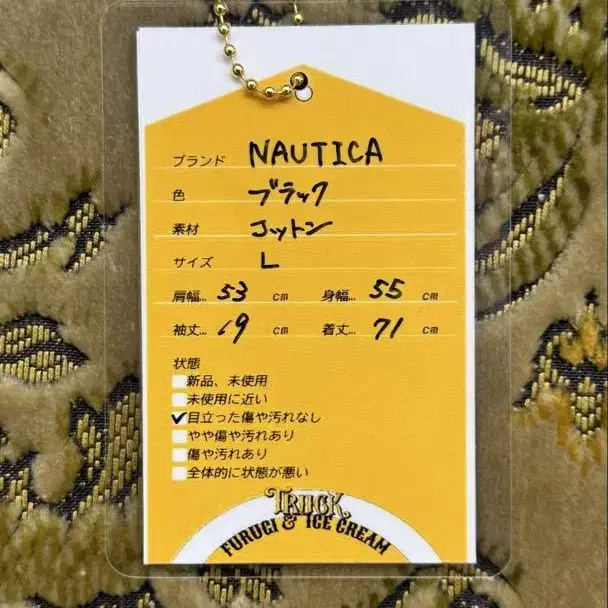 ブランド NAUTICA
色 ブラック
素材 コットン
サイズ L
肩幅... 53 cm 身幅... 55 cm
袖丈... 19 cm 着丈... 71 cm
状態
新品、未使用
未使用に近い
✓目立った傷や汚れなし
やや傷や汚れあり
傷や汚れあり
全体的に状態が悪い
TRUCK
FURUGI & ICE CREAM